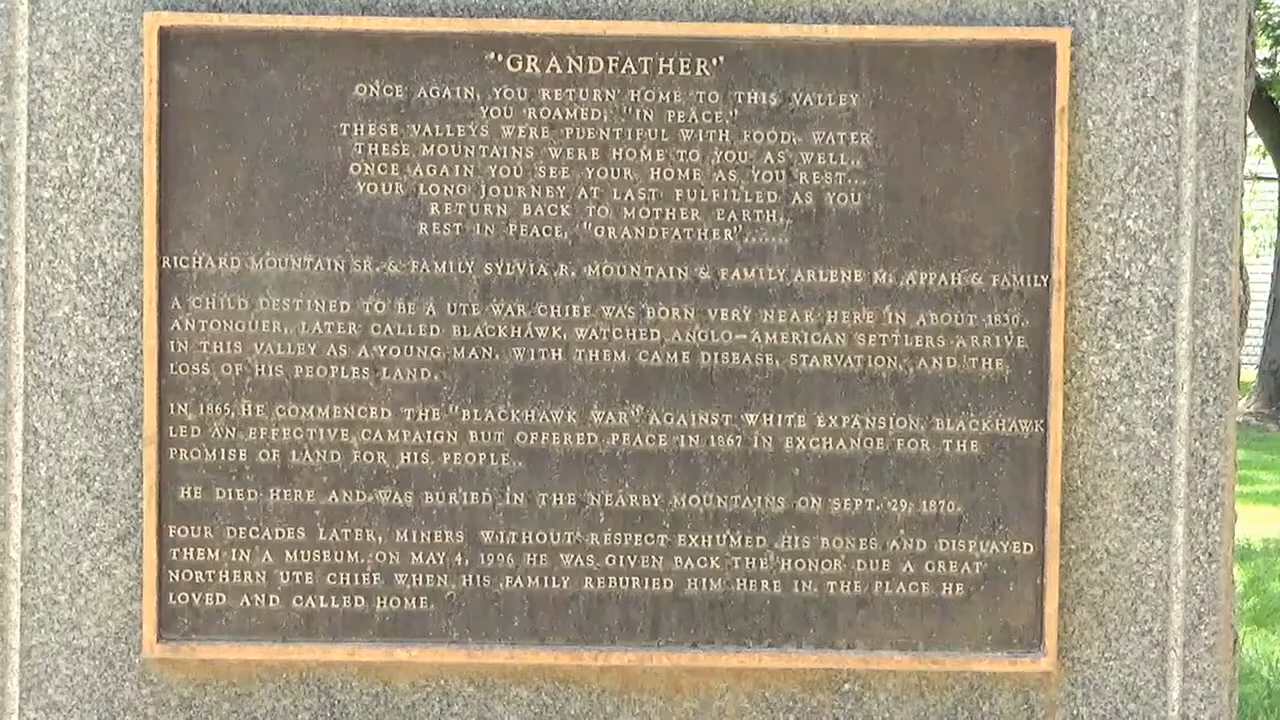 "GRANDFATHER"
ONCE AGAIN, YOU RETURN HOME TO THIS VALLEY
YOU ROAMED; "IN PEACE."
THESE VALLEYS WERE PLENTIFUL WITH FOOD, WATER
THESE MOUNTAINS WERE HOME TO YOU AS WELL..
ONCE AGAIN YOU SEE YOUR HOME AS YOU REST...
YOUR LONG JOURNEY AT LAST FULFILLED AS YOU
RETURN BACK TO MOTHER EARTH..
REST IN PEACE, "GRANDFATHER"......
RICHARD MOUNTAIN SR. & FAMILY SYLVIA R. MOUNTAIN & FAMILY ARLENE M. APPAH & FAMILY
A CHILD DESTINED TO BE A UTE WAR CHIEF WAS BORN VERY NEAR HERE IN ABOUT 1830.
ANTONGUER, LATER CALLED BLACKHAWK, WATCHED ANGLO-AMERICAN SETTLERS ARRIVE
IN THIS VALLEY AS A YOUNG MAN. WITH THEM CAME DISEASE, STARVATION, AND THE
LOSS OF HIS PEOPLES LAND.
IN 1865, HE COMMENCED THE "BLACKHAWK WAR" AGAINST WHITE EXPANSION. BLACKHAWK
LED AN EFFECTIVE CAMPAIGN BUT OFFERED PEACE IN 1867 IN EXCHANGE FOR THE
PROMISE OF LAND FOR HIS PEOPLE.
HE DIED HERE AND WAS BURIED IN THE NEARBY MOUNTAINS ON SEPT. 29, 1870.
FOUR DECADES LATER, MINERS WITHOUT RESPECT EXHUMED HIS BONES AND DISPLAYED
THEM IN A MUSEUM. ON MAY 4, 1996 HE WAS GIVEN BACK THE HONOR DUE A GREAT
NORTHERN UTE CHIEF WHEN HIS FAMILY REBURIED HIM HERE IN THE PLACE HE
LOVED AND CALLED HOME.